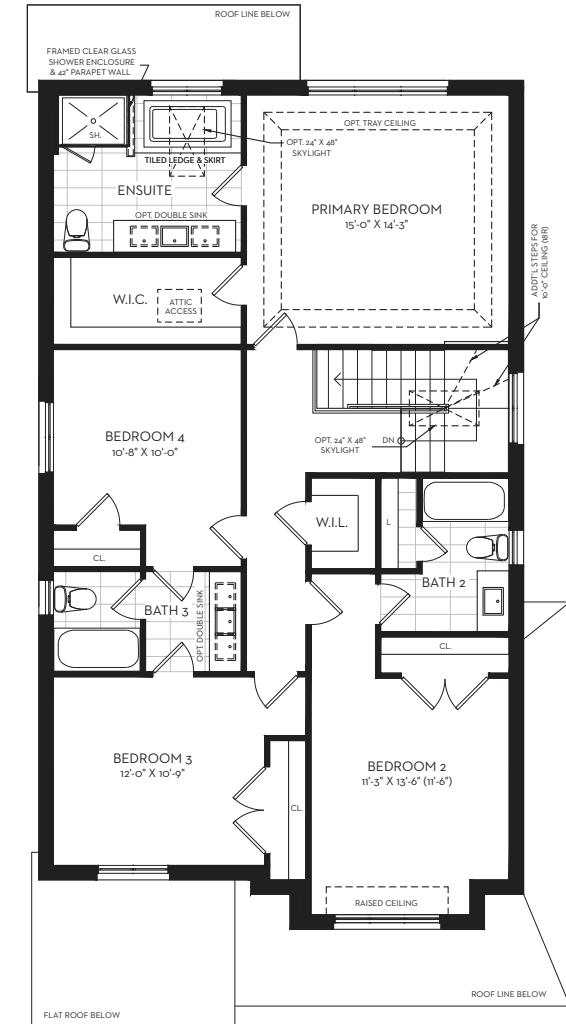 ROOF LINE BELOW
FRAMED CLEAR GLASS
SHOWER ENCLOSURE
& 42" PARAPET WALL
SH.
OPT. TRAY CEILING
OPT. 24" X 48"
SKYLIGHT
TILED LEDGE & SKIRT
ENSUITE
OPT. DOUBLE SINK
PRIMARY BEDROOM
15'-0" X 14'-3"
ADDT'L STEPS FOR
10'-0" CEILING (18R)
W.I.C.
ATTIC
ACCESS
BEDROOM 4
10'-8" X 10'-0"
OPT. 24" X 48"
SKYLIGHT
DN
W.I.L.
L
CL.
BATH 2
BATH 3
OPT. DOUBLE SINK
CL.
BEDROOM 3
12'-0" X 10'-9"
BEDROOM 2
11'-3" X 13'-6" (11'-6")
CL.
RAISED CEILING
ROOF LINE BELOW
FLAT ROOF BELOW